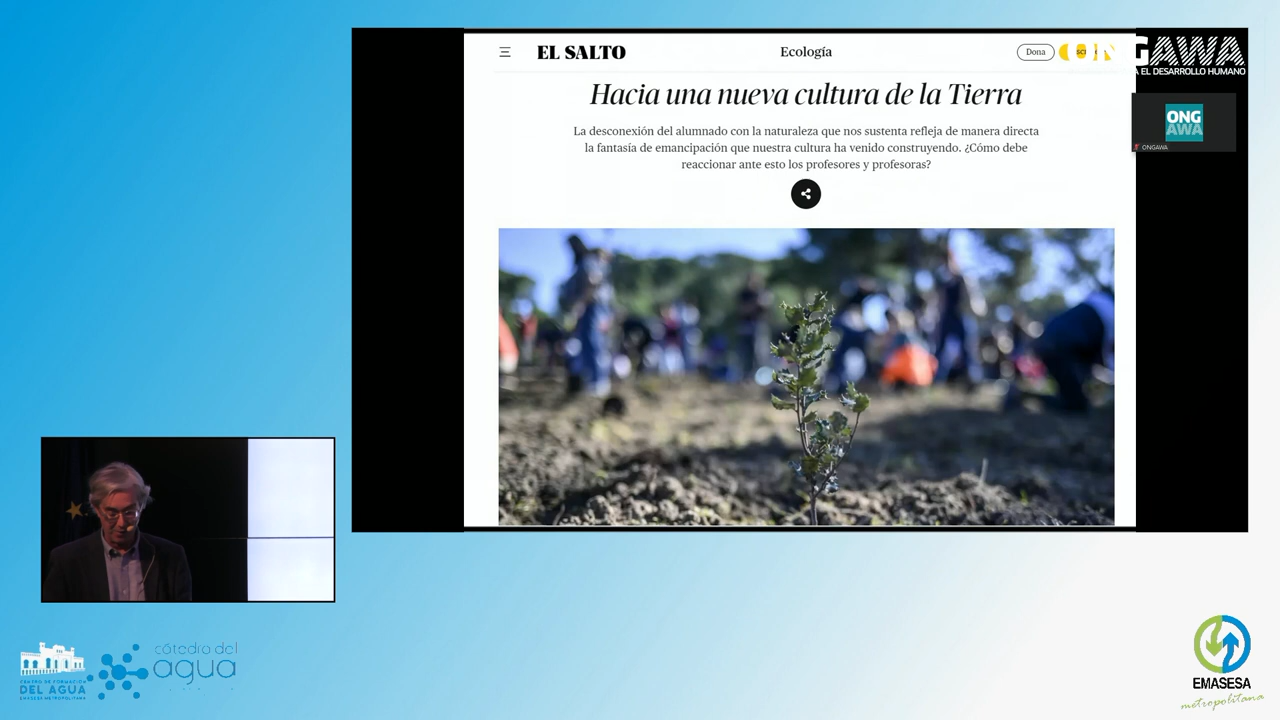 EL SALTO
Ecología
Dona
ONGAWA
A EL DESARROLLO HUMANO
Hacia una nueva cultura de la Tierra
La desconexión del alumnado con la naturaleza que nos sustenta refleja de manera directa
la fantasía de emancipación que nuestra cultura ha venido construyendo. ¿Cómo debe
reaccionar ante esto los profesores y profesoras?
ONG
AWA
ONGAWA
CENTRO DE FORMACIÓN
DEL AGUA
EMASESA METROPOLITANA
cátedra del
agua
EMASESA
metropolitana